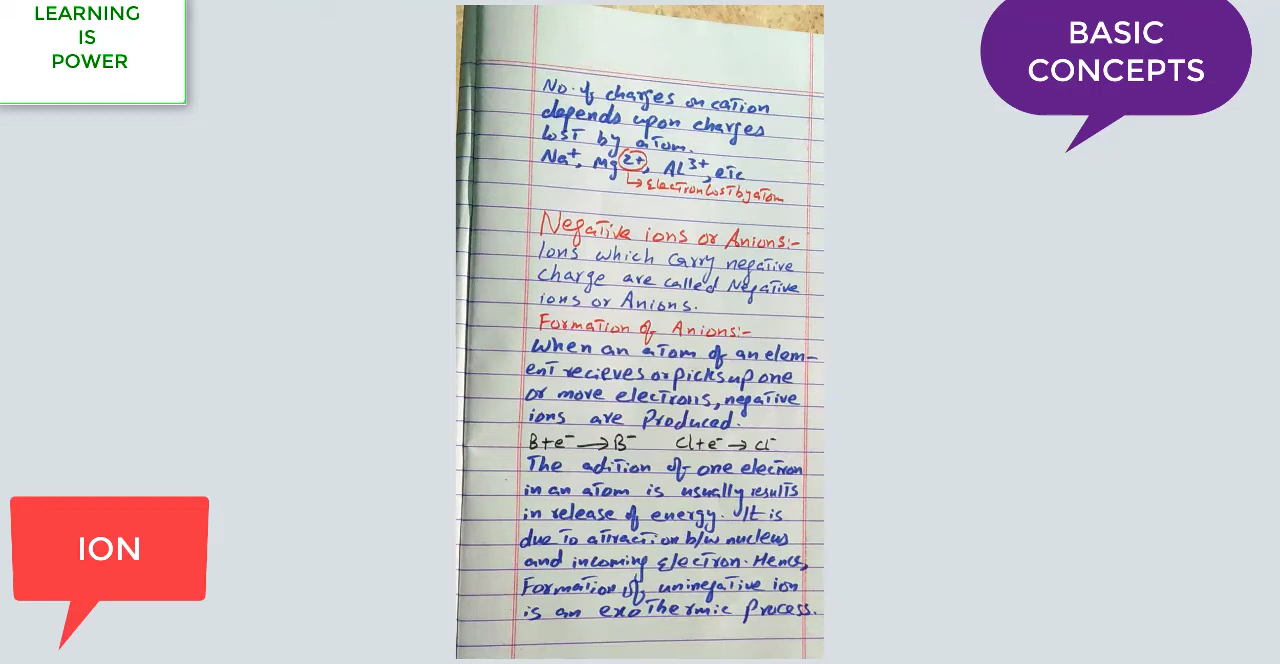 LEARNING
IS
POWER
BASIC
CONCEPTS
No. of charges on cation
depends upon charges
lost by atom.
Na⁺, Mg²⁺, AL³⁺, etc
↳ Electron lost by atom
Negative ions or Anions:-
Ions which carry negative
charge are called Negative
ions or Anions.
Formation of Anions:-
When an atom of an elem-
ent recieves or picks up one
or more electrons, negative
ions are Produced.
B+e⁻ → B⁻ Cl+e⁻ → cl⁻
The adition of one electron
in an atom is usually results
in release of energy. It is
due to attraction b/w nucleus
and incoming Electron. Hence,
Formation of uninegative ion
is an exothermic Process.
ION